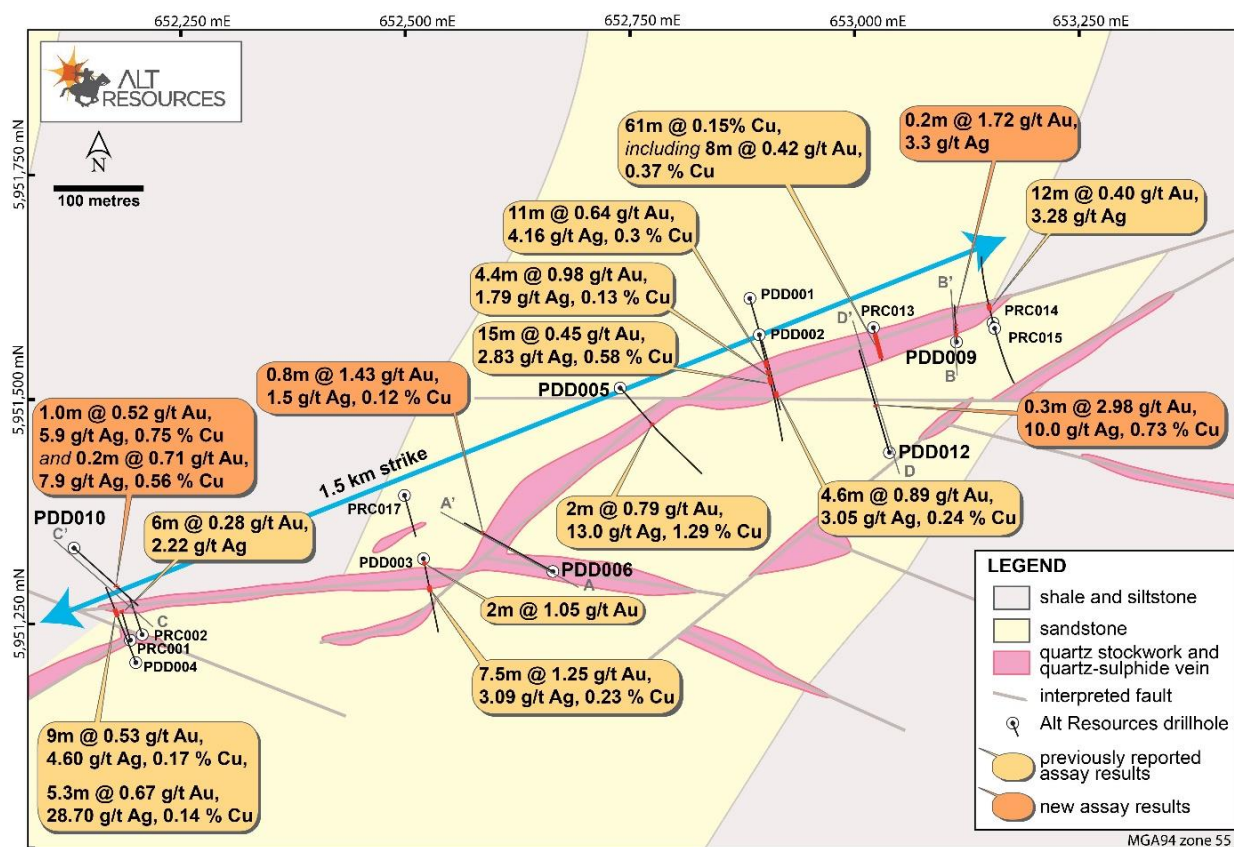 652,250 mE
652,500 mE
652,750 mE
653,000 mE
653,250 mE
ALT
RESOURCES
N
100 metres
5,951,750 mN
5,951,500 mN
5,951,250 mN
61m @ 0.15% Cu,
including 8m @ 0.42 g/t Au,
0.37 % Cu
0.2m @ 1.72 g/t Au,
3.3 g/t Ag
12m @ 0.40 g/t Au,
3.28 g/t Ag
11m @ 0.64 g/t Au,
4.16 g/t Ag, 0.3 % Cu
4.4m @ 0.98 g/t Au,
1.79 g/t Ag, 0.13 % Cu
15m @ 0.45 g/t Au,
2.83 g/t Ag, 0.58 % Cu
PDD001
PDD002
D'
PRC013
B'
PRC014
PRC015
PDD009
B
PDD005
0.8m @ 1.43 g/t Au,
1.5 g/t Ag, 0.12 % Cu
1.0m @ 0.52 g/t Au,
5.9 g/t Ag, 0.75 % Cu
and 0.2m @ 0.71 g/t Au,
7.9 g/t Ag, 0.56 % Cu
0.3m @ 2.98 g/t Au,
10.0 g/t Ag, 0.73 % Cu
PDD012
D
1.5 km strike
PRC017
A'
2m @ 0.79 g/t Au,
13.0 g/t Ag, 1.29 % Cu
4.6m @ 0.89 g/t Au,
3.05 g/t Ag, 0.24 % Cu
PDD010
C'
6m @ 0.28 g/t Au,
2.22 g/t Ag
PDD003
PDD006
A
2m @ 1.05 g/t Au
C
PRC002
PRC001
PDD004
7.5m @ 1.25 g/t Au,
3.09 g/t Ag, 0.23 % Cu
9m @ 0.53 g/t Au,
4.60 g/t Ag, 0.17 % Cu,
5.3m @ 0.67 g/t Au,
28.70 g/t Ag, 0.14 % Cu
LEGEND
shale and siltstone
sandstone
quartz stockwork and
quartz-sulphide vein
interpreted fault
Alt Resources drillhole
previously reported
assay results
new assay results
MGA94 zone 55